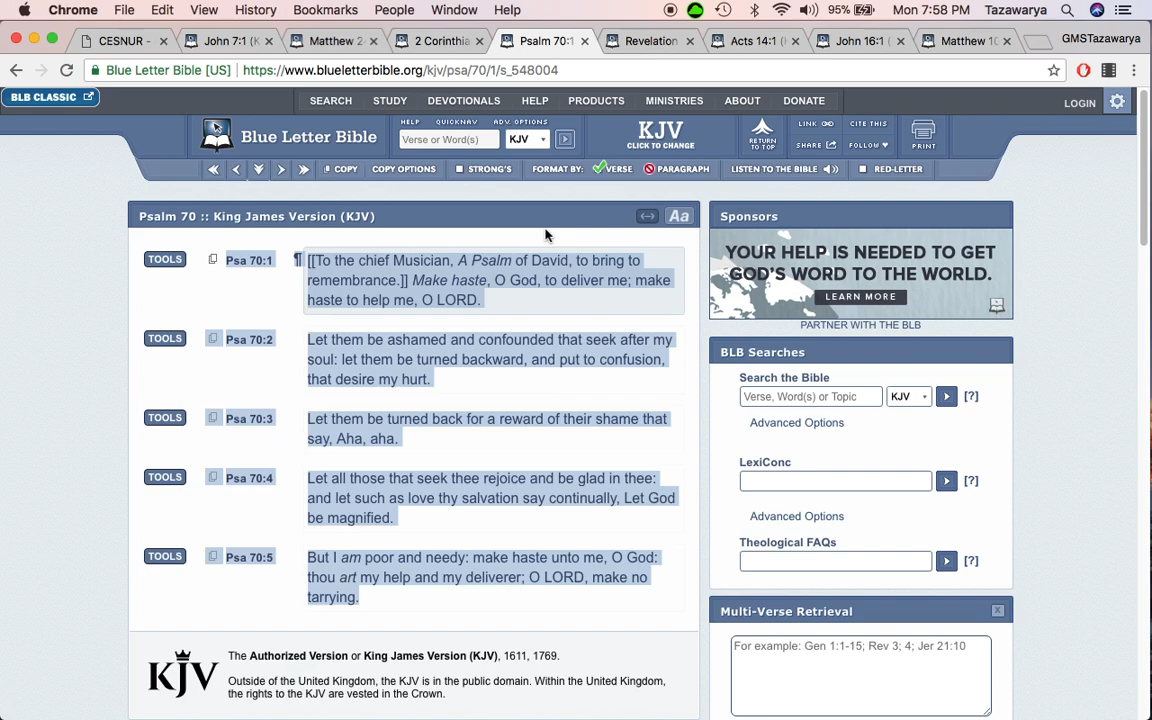 Chrome File Edit View History Bookmarks People Window Help 95% Mon 7:58 PM Tazawarya
CESNUR - John 7:1 (K Matthew 2 2 Corinthia Psalm 70:1 Revelation Acts 14:1 ( John 16:1 ( Matthew 10 GMSTazawarya
Blue Letter Bible [US] https://www.blueletterbible.org/kjv/psa/70/1/s_548004
BLB CLASSIC SEARCH STUDY DEVOTIONALS HELP PRODUCTS MINISTRIES ABOUT DONATE LOGIN
HELP QUICKNAV ADV. OPTIONS
Blue Letter Bible Verse or Word(s) KJV
KJV
CLICK TO CHANGE
RETURN
TO TOP
LINK CITE THIS
SHARE FOLLOW
PRINT
COPY COPY OPTIONS STRONG'S FORMAT BY: VERSE PARAGRAPH LISTEN TO THE BIBLE RED-LETTER
Psalm 70 :: King James Version (KJV) Aa
TOOLS Psa 70:1 ¶ [[To the chief Musician, A Psalm of David, to bring to
remembrance.]] Make haste, O God, to deliver me; make
haste to help me, O LORD.
TOOLS Psa 70:2 Let them be ashamed and confounded that seek after my
soul: let them be turned backward, and put to confusion,
that desire my hurt.
TOOLS Psa 70:3 Let them be turned back for a reward of their shame that
say, Aha, aha.
TOOLS Psa 70:4 Let all those that seek thee rejoice and be glad in thee:
and let such as love thy salvation say continually, Let God
be magnified.
TOOLS Psa 70:5 But I am poor and needy: make haste unto me, O God:
thou art my help and my deliverer; O LORD, make no
tarrying.
KJV
The Authorized Version or King James Version (KJV), 1611, 1769.
Outside of the United Kingdom, the KJV is in the public domain. Within the United Kingdom,
the rights to the KJV are vested in the Crown.
Sponsors
YOUR HELP IS NEEDED TO GET
GOD'S WORD TO THE WORLD.
LEARN MORE
PARTNER WITH THE BLB
BLB Searches
Search the Bible
Verse, Word(s) or Topic KJV [?]
Advanced Options
LexiConc
[?]
Advanced Options
Theological FAQs
[?]
Multi-Verse Retrieval x
For example: Gen 1:1-15; Rev 3; 4; Jer 21:10